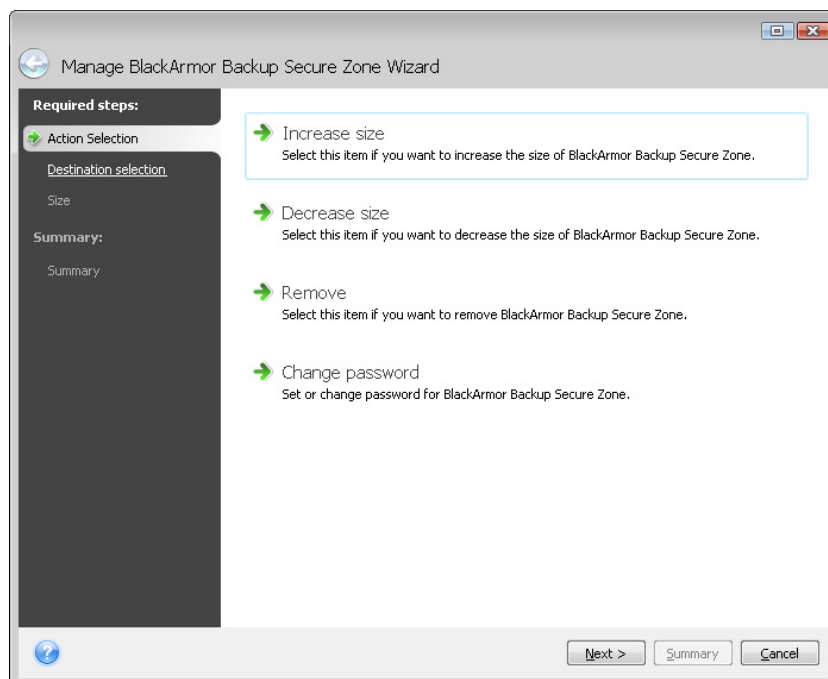 Manage BlackArmor Backup Secure Zone Wizard
Required steps:
Action Selection
Destination selection
Size
Summary:
Summary
Increase size
Select this item if you want to increase the size of BlackArmor Backup Secure Zone.
Decrease size
Select this item if you want to decrease the size of BlackArmor Backup Secure Zone.
Remove
Select this item if you want to remove BlackArmor Backup Secure Zone.
Change password
Set or change password for BlackArmor Backup Secure Zone.
Next >
Summary
Cancel